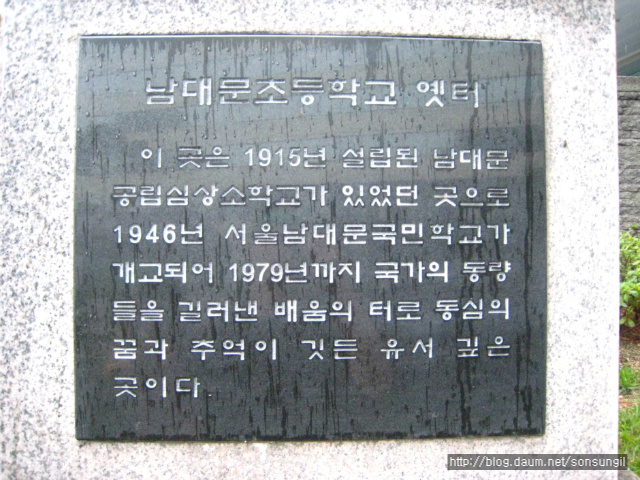 남대문초등학교 옛터
이 곳은 1915년 설립된 남대문
공립심상소학교가 있었던 곳으로
1946년 서울남대문국민학교가
개교되어 1979년까지 국가의 동량
들을 길러낸 배움의 터로 동심의
꿈과 추억이 깃든 유서 깊은
곳이다.
http://blog.daum.net/sonsungil